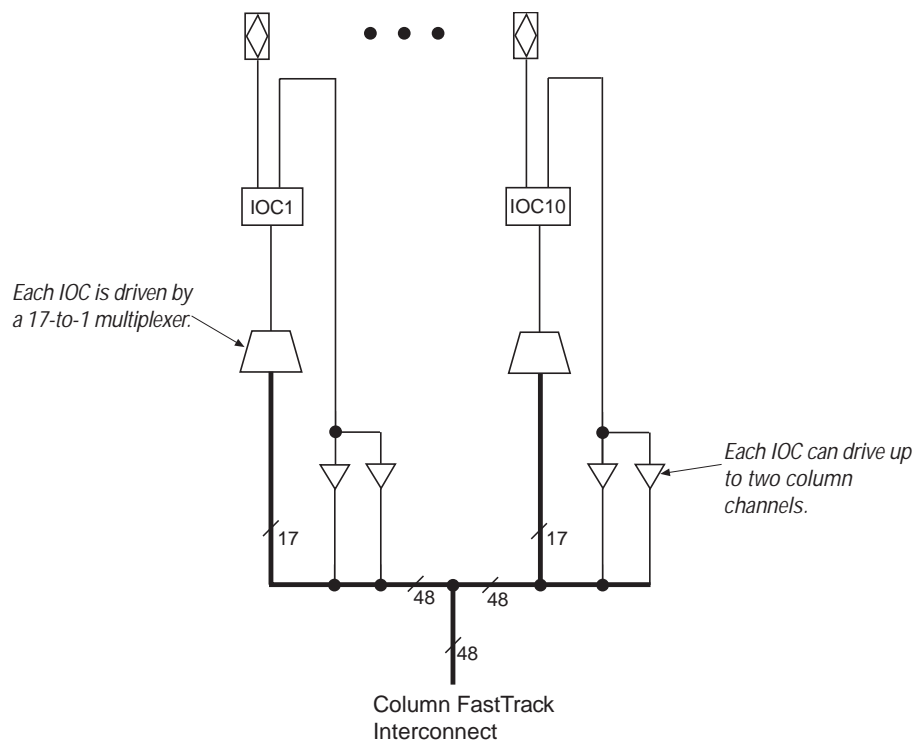 IOC1
IOC10
Each IOC is driven by
a 17-to-1 multiplexer.
Each IOC can drive up
to two column
channels.
17
17
48
48
48
Column FastTrack
Interconnect